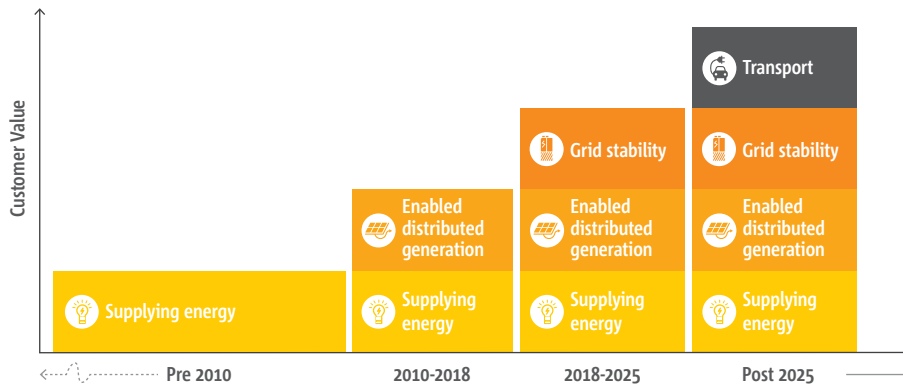 Customer Value
Transport
Grid stability
Grid stability
Enabled
distributed
generation
Enabled
distributed
generation
Enabled
distributed
generation
Supplying energy
Supplying
energy
Supplying
energy
Supplying
energy
Pre 2010
2010-2018
2018-2025
Post 2025